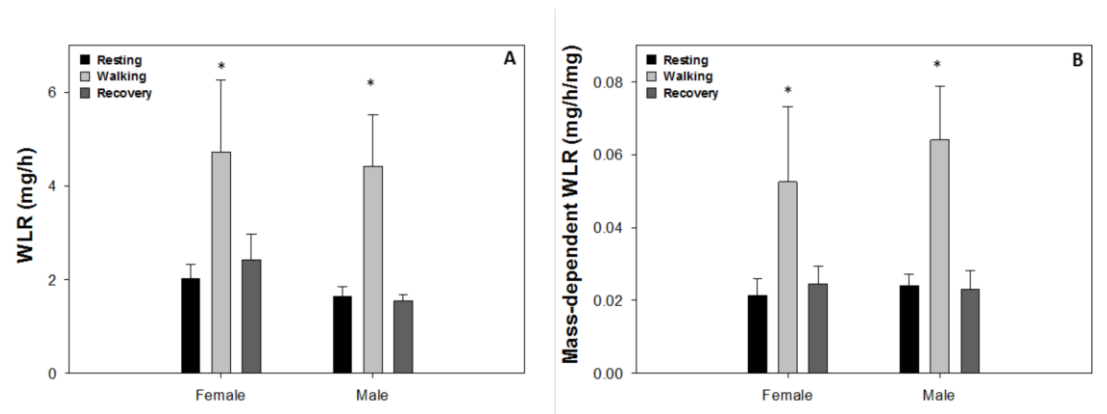 Resting
Walking
Recovery
A
*
*
WLR (mg/h)
6
4
2
0
Female
Male
Resting
Walking
Recovery
B
*
*
Mass-dependent WLR (mg/h/mg)
0.08
0.06
0.04
0.02
0.00
Female
Male